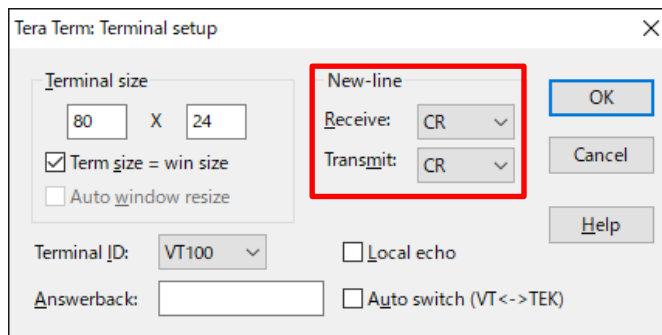 Tera Term: Terminal setup
Terminal size
80 X 24
Term size = win size
Auto window resize
New-line
Receive: CR
Transmit: CR
OK
Cancel
Help
Terminal ID: VT100
Local echo
Answerback:
Auto switch (VT<->TEK)